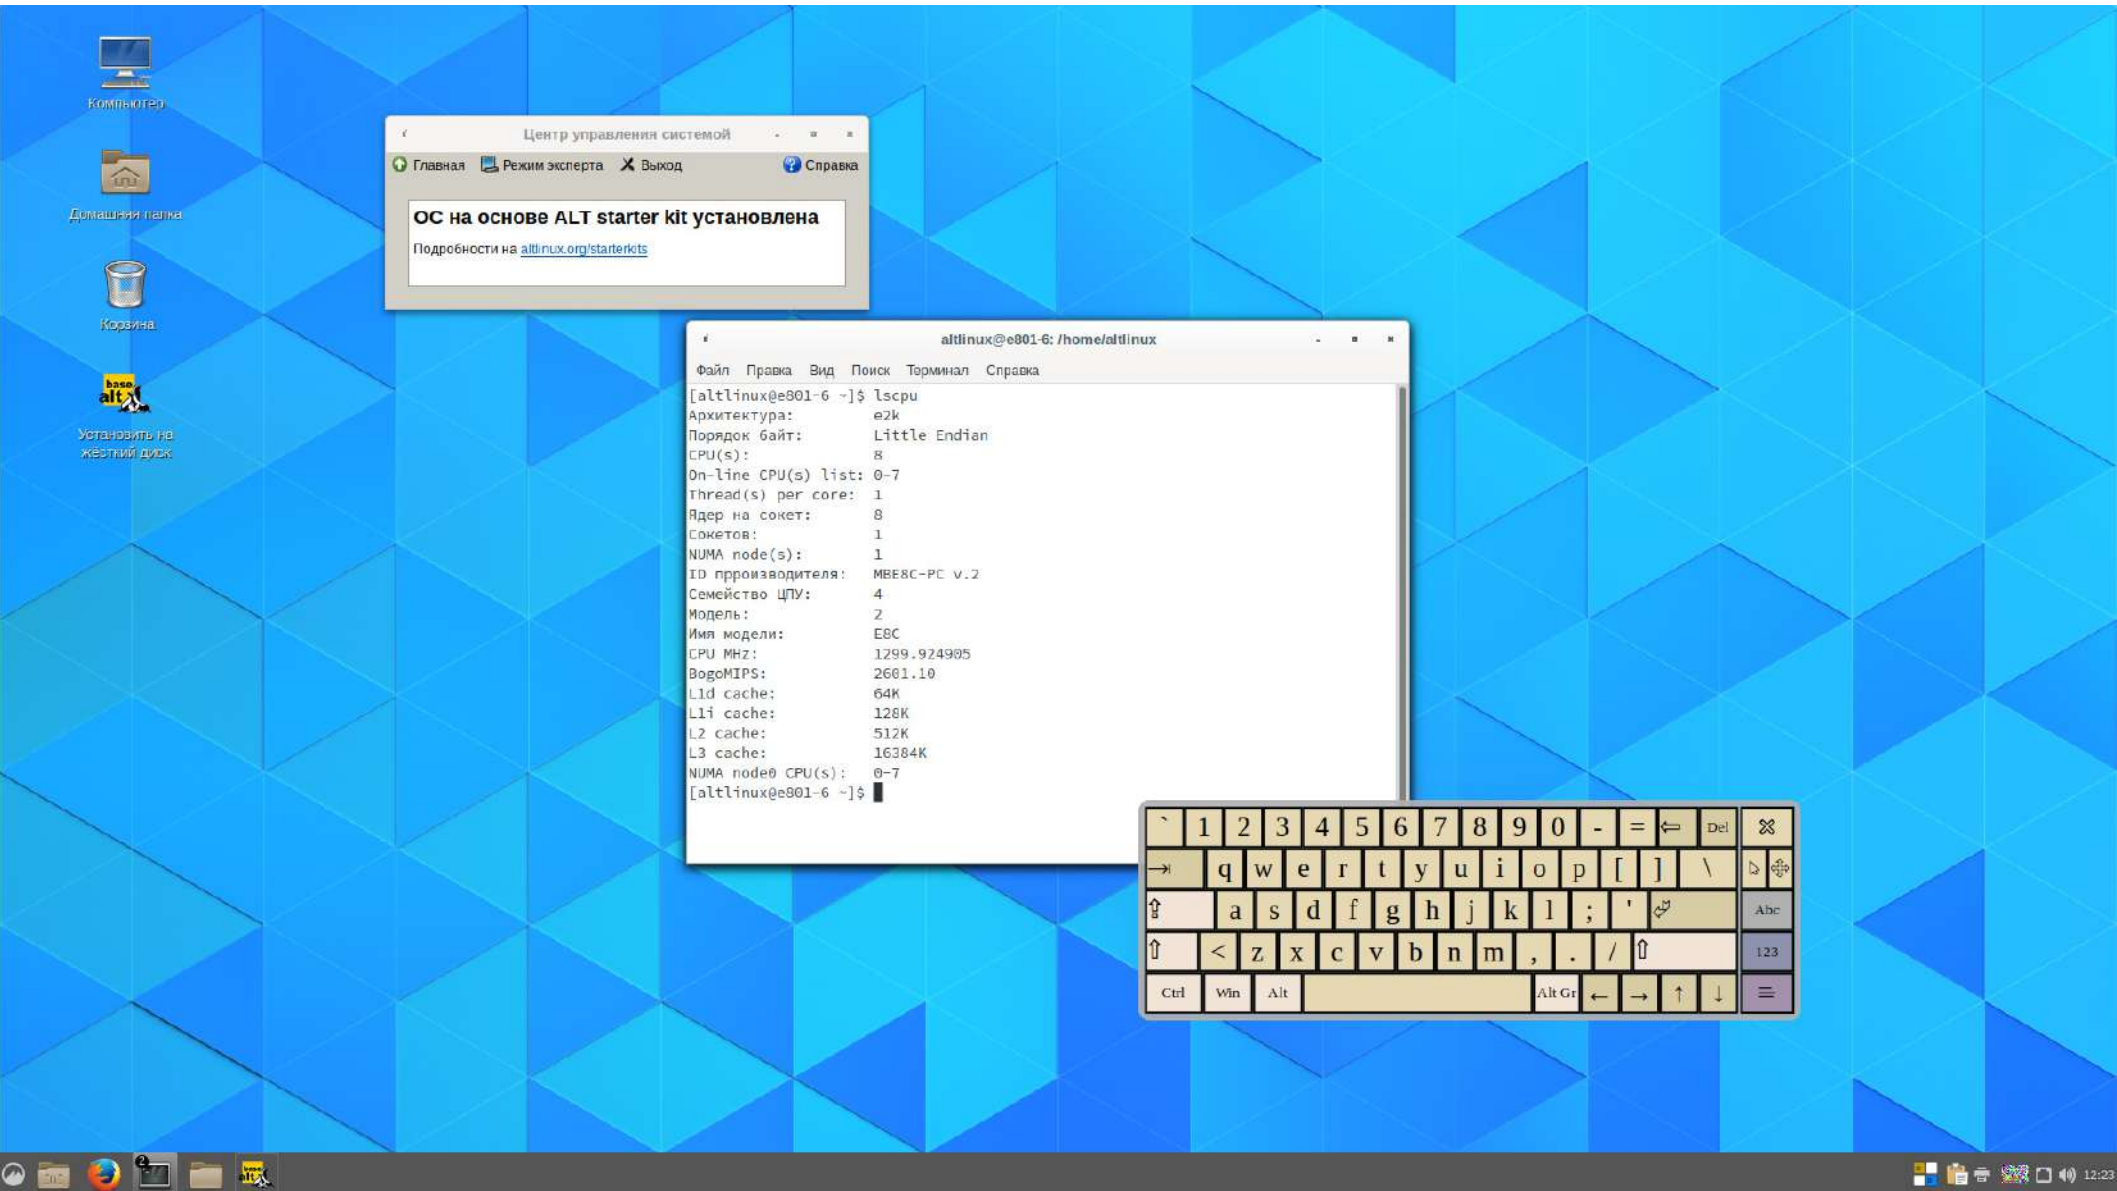 Компьютер
Домашняя папка
Корзина
base
alt
Установить на
жёсткий диск
Центр управления системой
Главная Режим эксперта Выход Справка
ОС на основе ALT starter kit установлена
Подробности на altlinux.org/starterkits
altlinux@e801-6: /home/altlinux
Файл Правка Вид Поиск Терминал Справка
[altlinux@e801-6 ~]$ lscpu
Архитектура: e2k
Порядок байт: Little Endian
CPU(s): 8
On-line CPU(s) list: 0-7
Thread(s) per core: 1
Ядер на сокет: 8
Сокетов: 1
NUMA node(s): 1
ID прроизводителя: MBE8C-PC v.2
Семейство ЦПУ: 4
Модель: 2
Имя модели: E8C
CPU MHz: 1299.924905
BogoMIPS: 2601.10
L1d cache: 64K
L1i cache: 128K
L2 cache: 512K
L3 cache: 16384K
NUMA node0 CPU(s): 0-7
[altlinux@e801-6 ~]$
` 1 2 3 4 5 6 7 8 9 0 - = ⇦ Del
q w e r t y u i o p [ ] \
a s d f g h j k l ; ' Abc
< z x c v b n m , . / 123
Ctrl Win Alt Alt Gr ← → ↑ ↓
2
base
alt
12:23